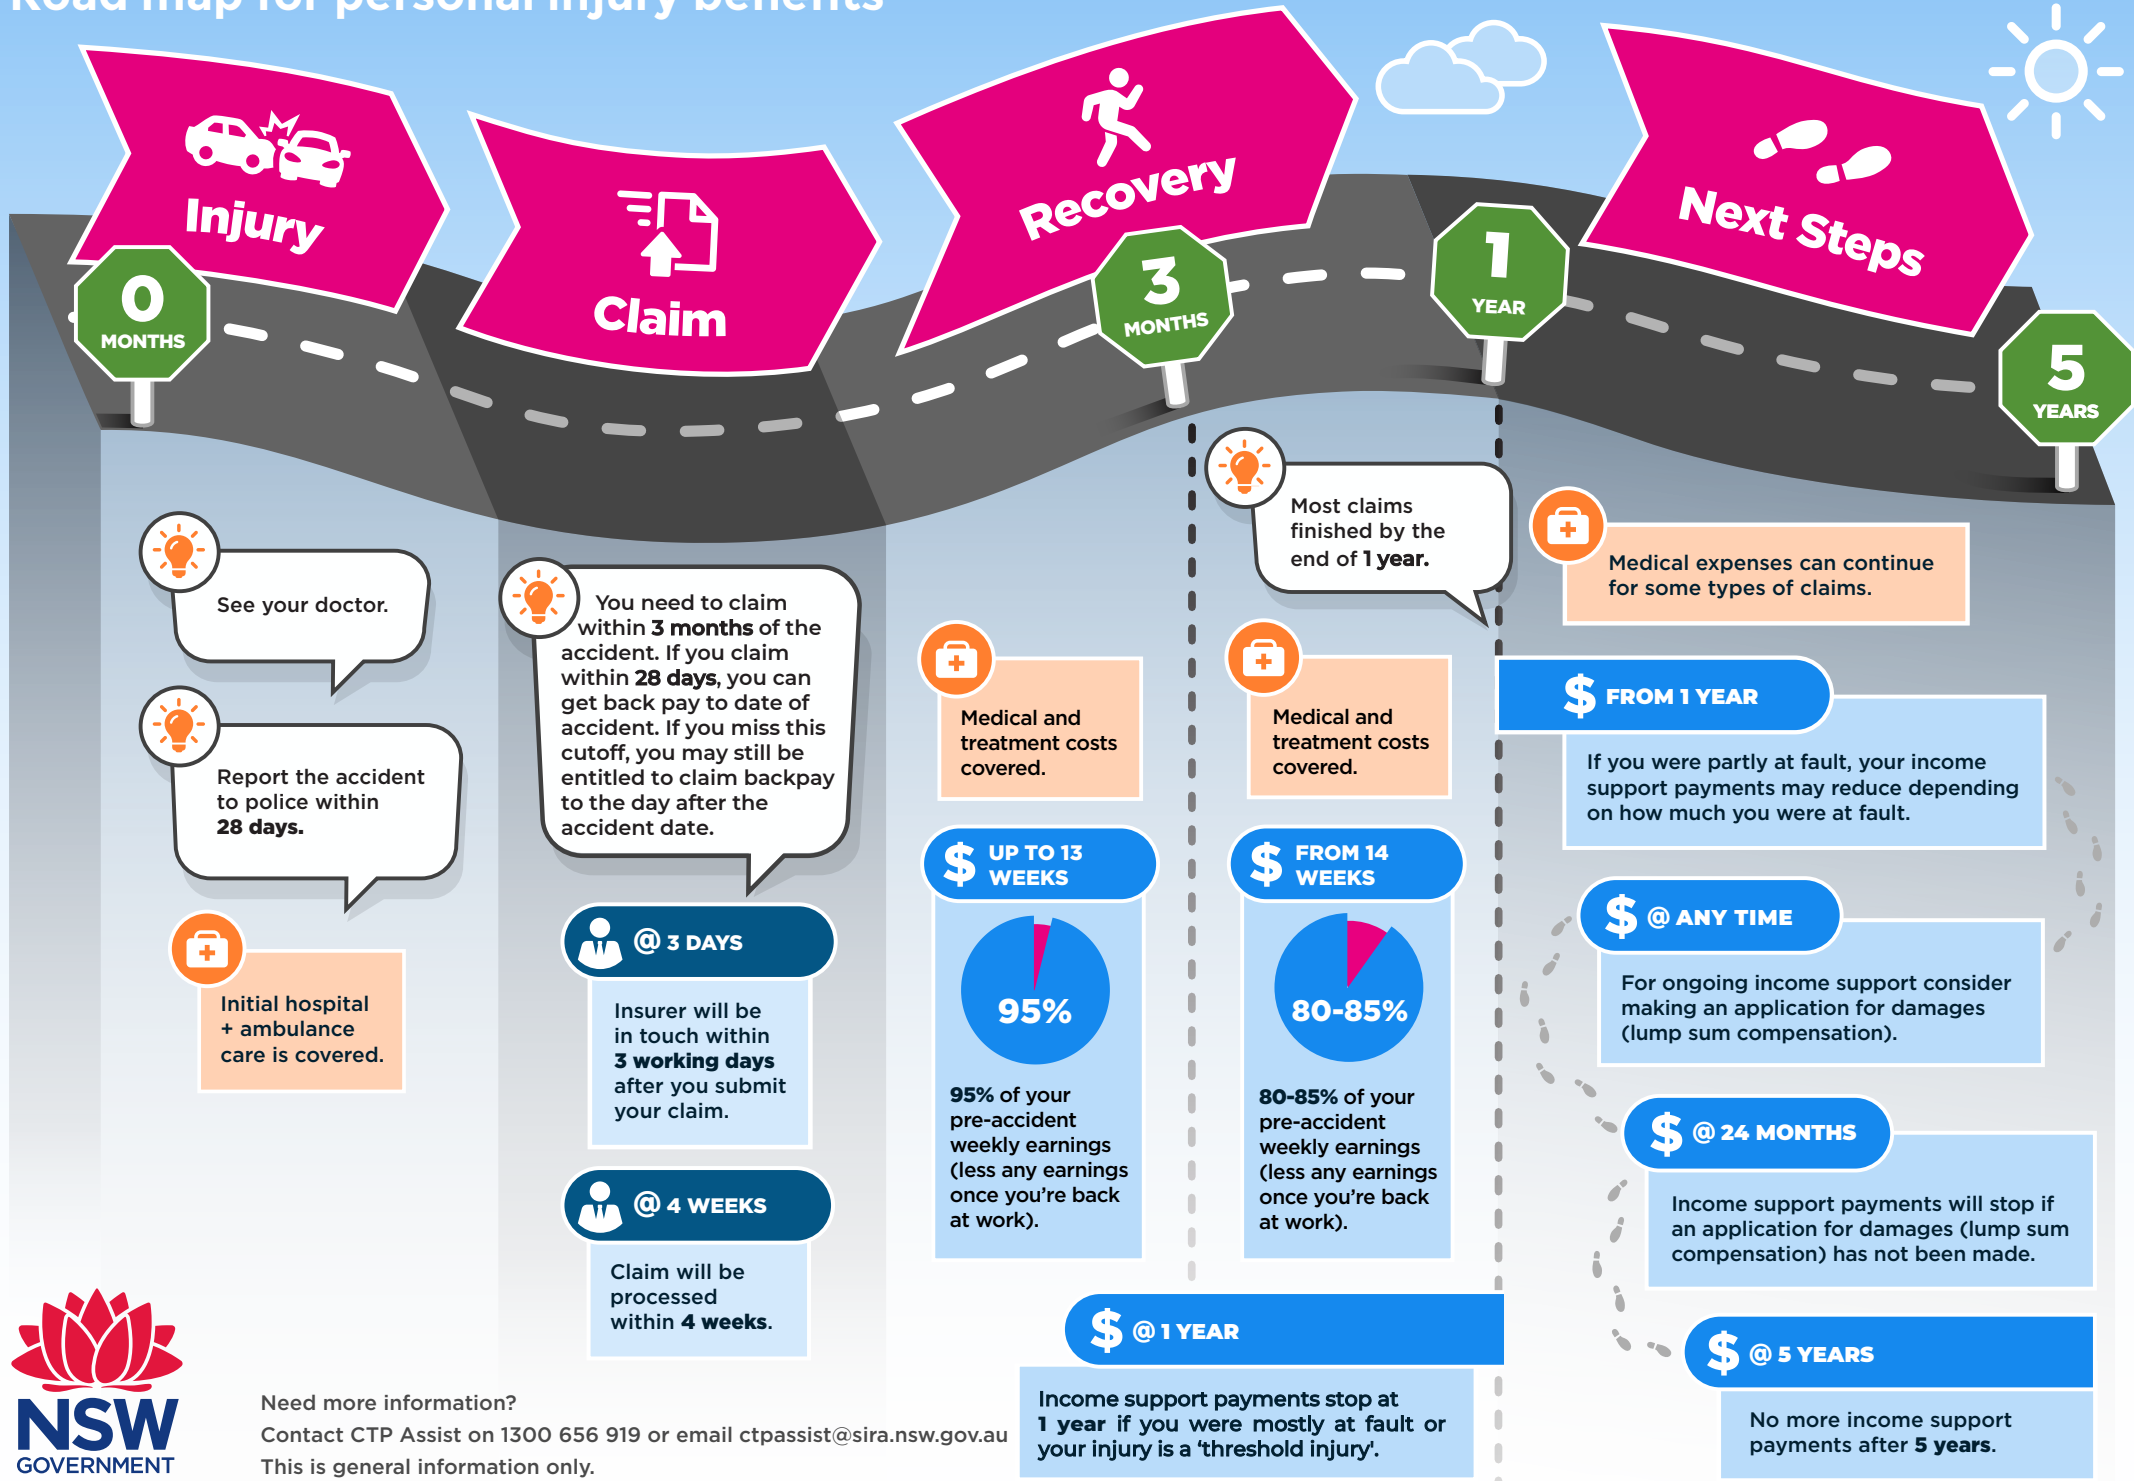 Road map for personal injury benefits
Injury
Claim
Recovery
Next Steps
0
MONTHS
3
MONTHS
1
YEAR
5
YEARS
See your doctor.
Report the accident
to police within
28 days.
Initial hospital
+ ambulance
care is covered.
You need to claim
within 3 months of the
accident. If you claim
within 28 days, you can
get back pay to date of
accident. If you miss this
cutoff, you may still be
entitled to claim backpay
to the day after the
accident date.
@ 3 DAYS
Insurer will be
in touch within
3 working days
after you submit
your claim.
@ 4 WEEKS
Claim will be
processed
within 4 weeks.
Medical and
treatment costs
covered.
$ UP TO 13
WEEKS
95%
95% of your
pre-accident
weekly earnings
(less any earnings
once you're back
at work).
Most claims
finished by the
end of 1 year.
Medical and
treatment costs
covered.
$ FROM 14
WEEKS
80-85%
80-85% of your
pre-accident
weekly earnings
(less any earnings
once you're back
at work).
$ @ 1 YEAR
Income support payments stop at
1 year if you were mostly at fault or
your injury is a 'threshold injury'.
Medical expenses can continue
for some types of claims.
$ FROM 1 YEAR
If you were partly at fault, your income
support payments may reduce depending
on how much you were at fault.
$ @ ANY TIME
For ongoing income support consider
making an application for damages
(lump sum compensation).
$ @ 24 MONTHS
Income support payments will stop if
an application for damages (lump sum
compensation) has not been made.
$ @ 5 YEARS
No more income support
payments after 5 years.
NSW
GOVERNMENT
Need more information?
Contact CTP Assist on 1300 656 919 or email ctpassist@sira.nsw.gov.au
This is general information only.